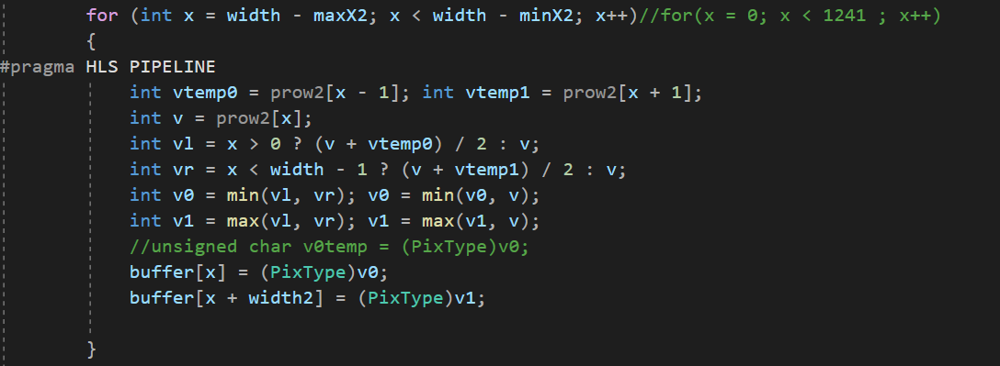 for (int x = width - maxX2; x < width - minX2; x++)//for(x = 0; x < 1241 ; x++)
{
#pragma HLS PIPELINE
int vtemp0 = prow2[x - 1]; int vtemp1 = prow2[x + 1];
int v = prow2[x];
int vl = x > 0 ? (v + vtemp0) / 2 : v;
int vr = x < width - 1 ? (v + vtemp1) / 2 : v;
int v0 = min(vl, vr); v0 = min(v0, v);
int v1 = max(vl, vr); v1 = max(v1, v);
//unsigned char v0temp = (PixType)v0;
buffer[x] = (PixType)v0;
buffer[x + width2] = (PixType)v1;
}